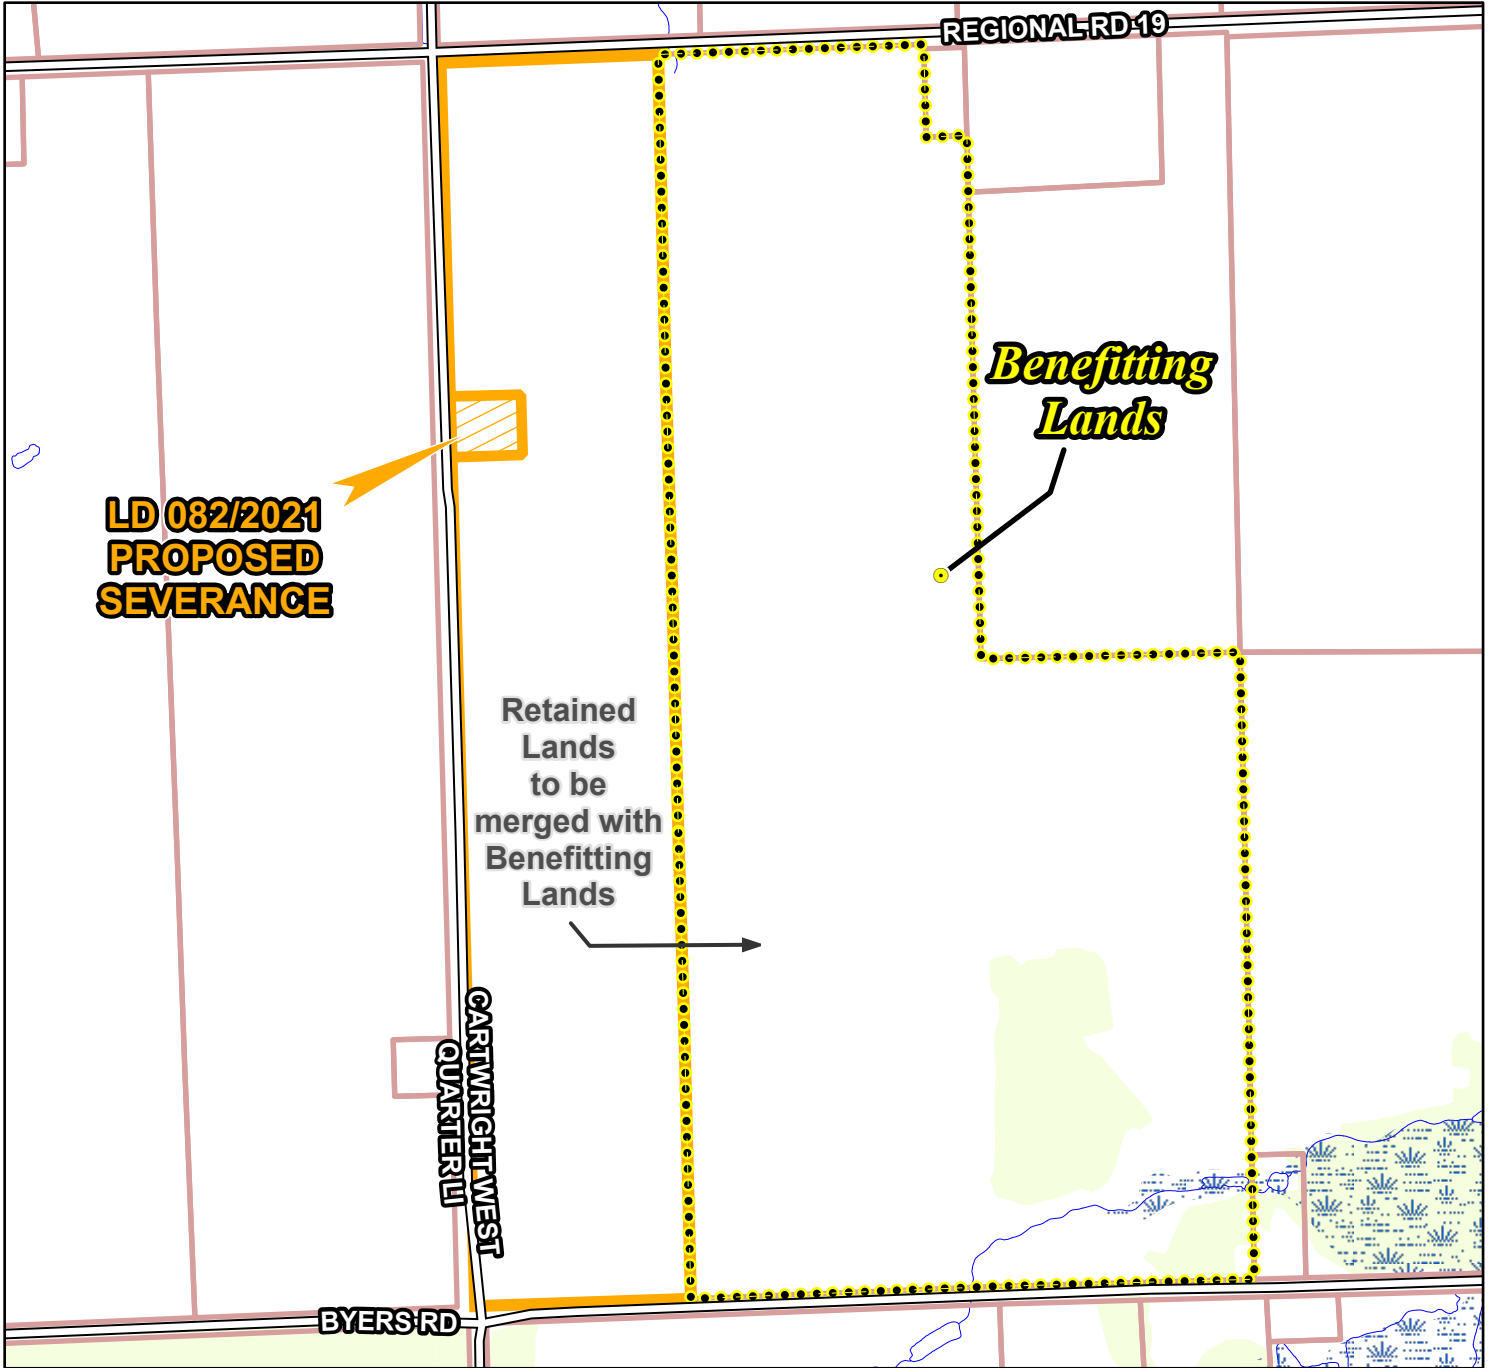 REGIONAL RD 19
Benefitting
Lands
LD 082/2021
PROPOSED
SEVERANCE
Retained
Lands
to be
merged with
Benefitting
Lands
CARTWRIGHT WEST
QUARTER LI
BYERS RD